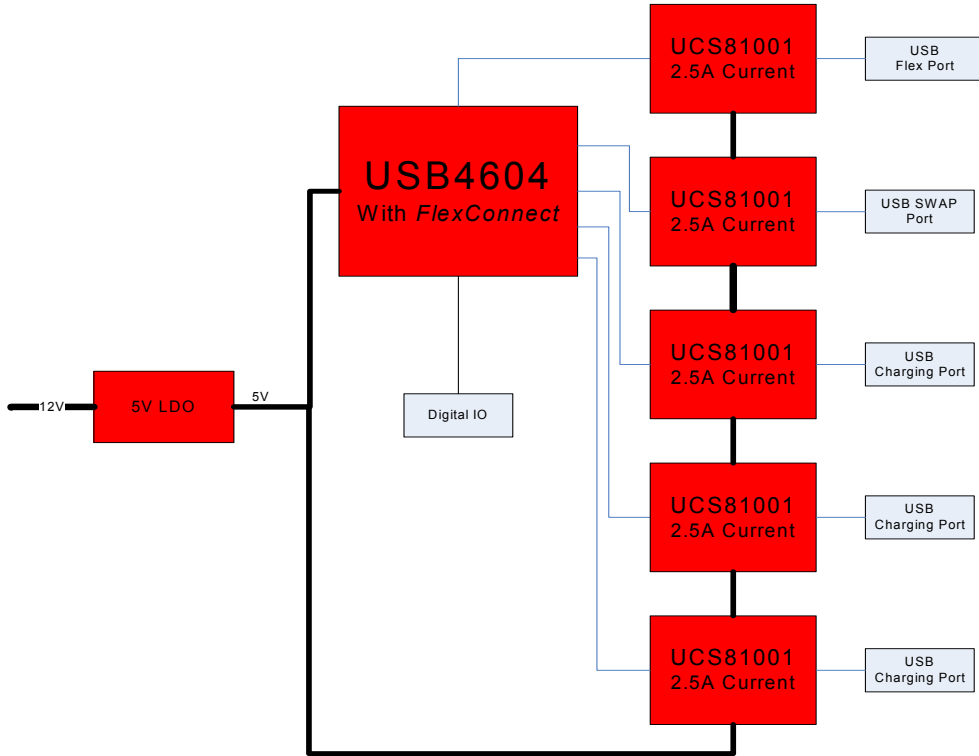 UCS81001
2.5A Current
USB
Flex Port
USB4604
With FlexConnect
UCS81001
2.5A Current
USB SWAP
Port
UCS81001
2.5A Current
USB
Charging Port
12V
5V LDO
5V
Digital IO
UCS81001
2.5A Current
USB
Charging Port
UCS81001
2.5A Current
USB
Charging Port